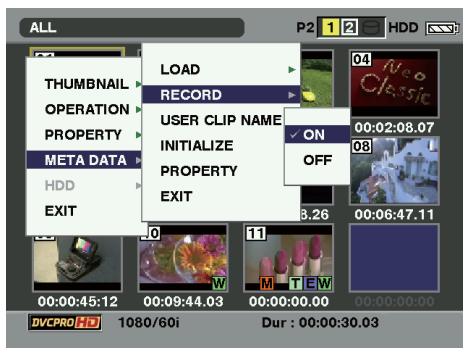 ALL
P2 1 2 HDD
04
Neo
Classic
THUMBNAIL
OPERATION
PROPERTY
META DATA
HDD
EXIT
LOAD
RECORD
USER CLIP NAME
INITIALIZE
PROPERTY
EXIT
✓ ON
OFF
00:02:08.07
08
00:06:47.11
10
11
W
M T E W
00:00:45:12
00:09:44.03
00:00:00.00
00:00:00.00
DVCPRO HD 1080/60i
Dur : 00:00:30.03